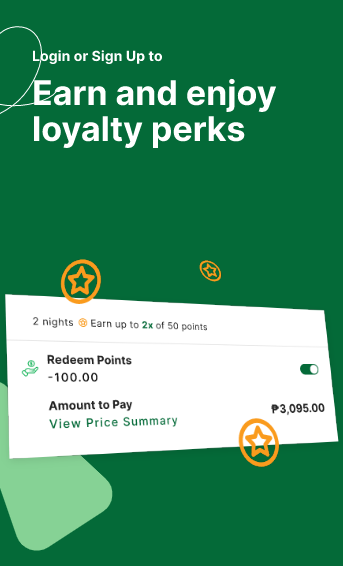 Login or Sign Up to
Earn and enjoy
loyalty perks
2 nights Earn up to 2x of 50 points
Redeem Points
-100.00
Amount to Pay
₱3,095.00
View Price Summary